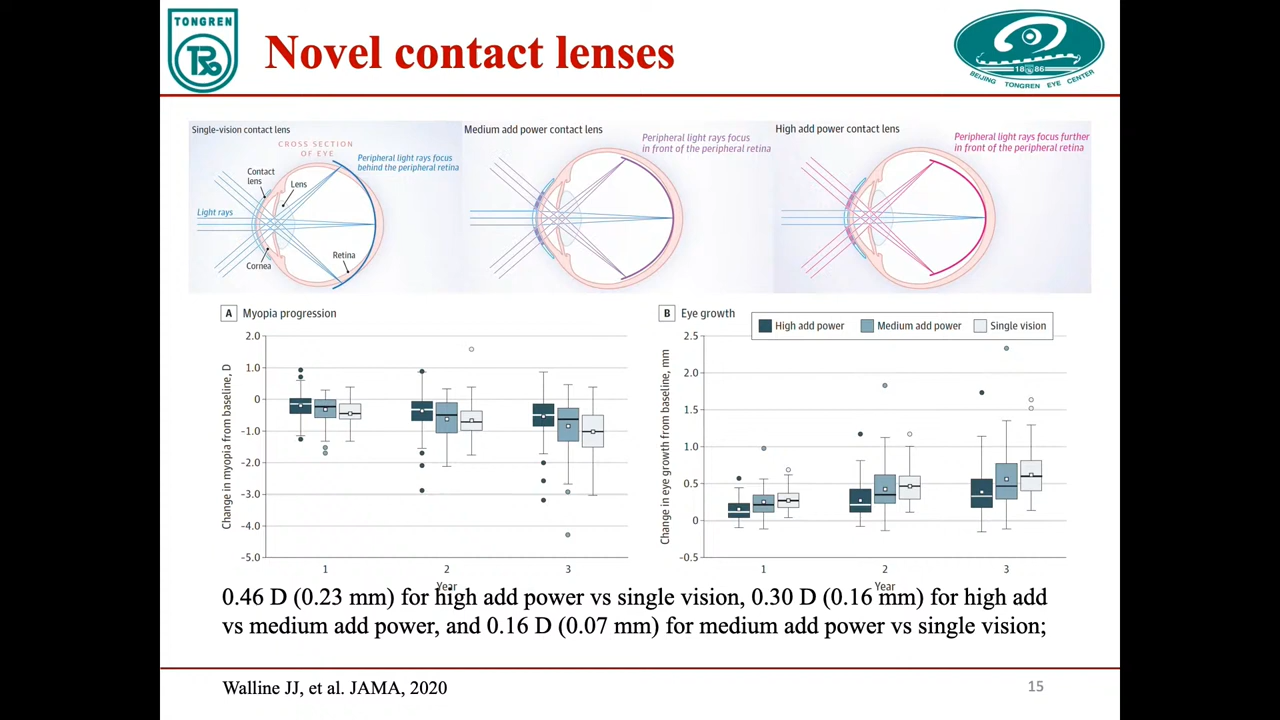 TONGREN
Novel contact lenses
1886
BEIJING TONGREN EYE CENTER
Single-vision contact lens
CROSS SECTION
OF EYE
Peripheral light rays focus
behind the peripheral retina
Contact
lens
Lens
Light rays
Cornea
Retina
Medium add power contact lens
Peripheral light rays focus
in front of the peripheral retina
High add power contact lens
Peripheral light rays focus further
in front of the peripheral retina
A Myopia progression
Change in myopia from baseline, D
2.0
1.0
0
-1.0
-2.0
-3.0
-4.0
-5.0
1 2 3
Year
B Eye growth
High add power Medium add power Single vision
Change in eye growth from baseline, mm
2.5
2.0
1.5
1.0
0.5
0
-0.5
1 2 3
Year
0.46 D (0.23 mm) for high add power vs single vision, 0.30 D (0.16 mm) for high add
vs medium add power, and 0.16 D (0.07 mm) for medium add power vs single vision;
Walline JJ, et al. JAMA, 2020
15